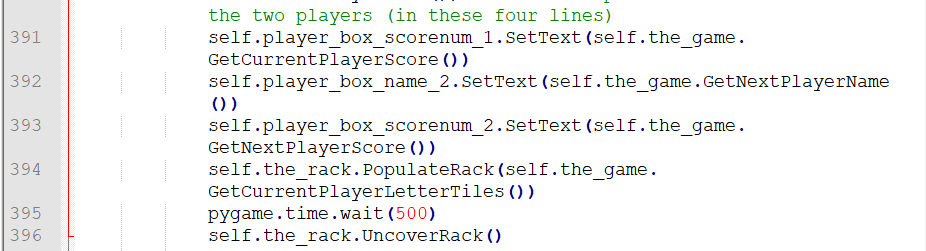 the two players (in these four lines)
391 self.player_box_scorenum_1.SetText(self.the_game.
GetCurrentPlayerScore())
392 self.player_box_name_2.SetText(self.the_game.GetNextPlayerName
())
393 self.player_box_scorenum_2.SetText(self.the_game.
GetNextPlayerScore())
394 self.the_rack.PopulateRack(self.the_game.
GetCurrentPlayerLetterTiles())
395 pygame.time.wait(500)
396 self.the_rack.UncoverRack()